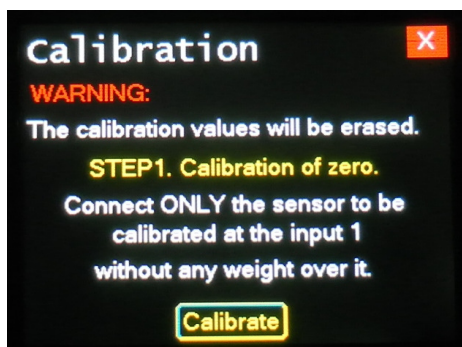 Calibration
X
WARNING:
The calibration values will be erased.
STEP1. Calibration of zero.
Connect ONLY the sensor to be
calibrated at the input 1
without any weight over it.
Calibrate